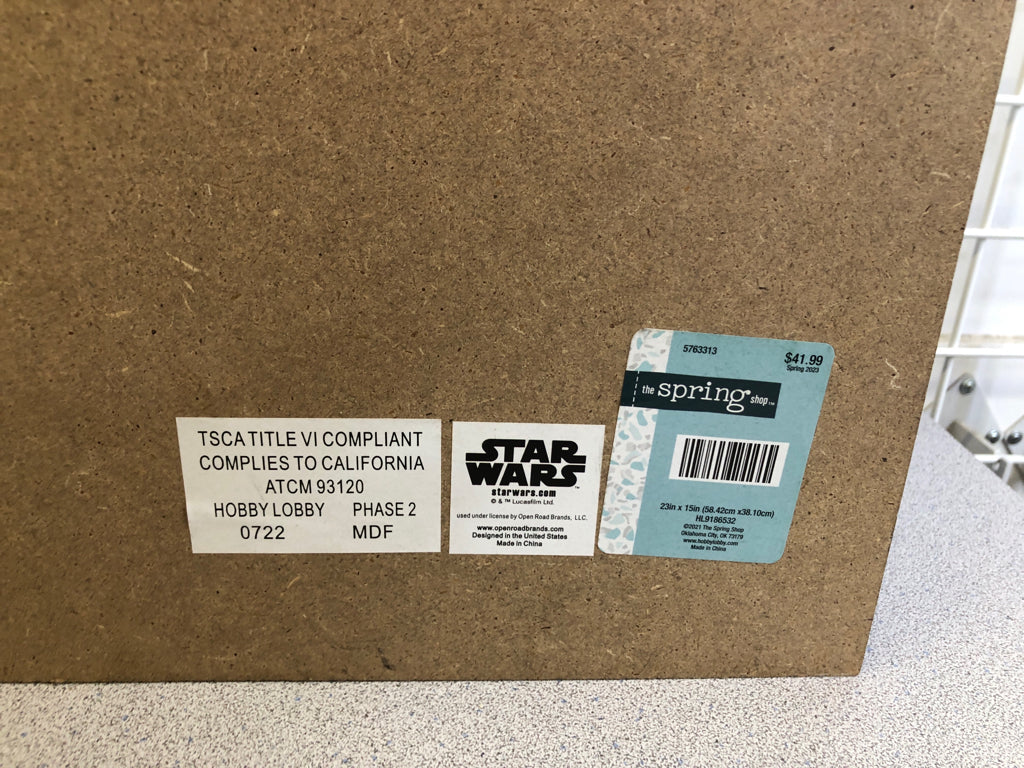 TSCA TITLE VI COMPLIANT
COMPLIES TO CALIFORNIA
ATCM 93120
HOBBY LOBBY PHASE 2
0722 MDF
STAR
WARS™
starwars.com
© & ™ Lucasfilm Ltd.
used under license by Open Road Brands, LLC.
www.openroadbrands.com
Designed in the United States
Made in China
5763313
$41.99
Spring 2023
the spring shop™
23in x 15in (58.42cm x38.10cm)
HL9186532
©2021 The Spring Shop
Oklahoma City, OK 73179
www.hobbylobby.com
Made in China